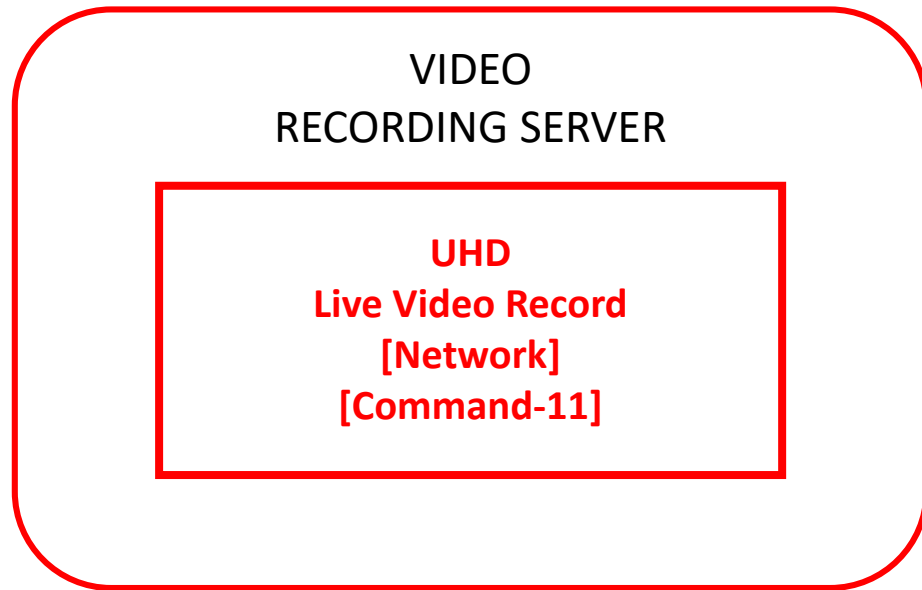 VIDEO
RECORDING SERVER
UHD
Live Video Record
[Network]
[Command-11]